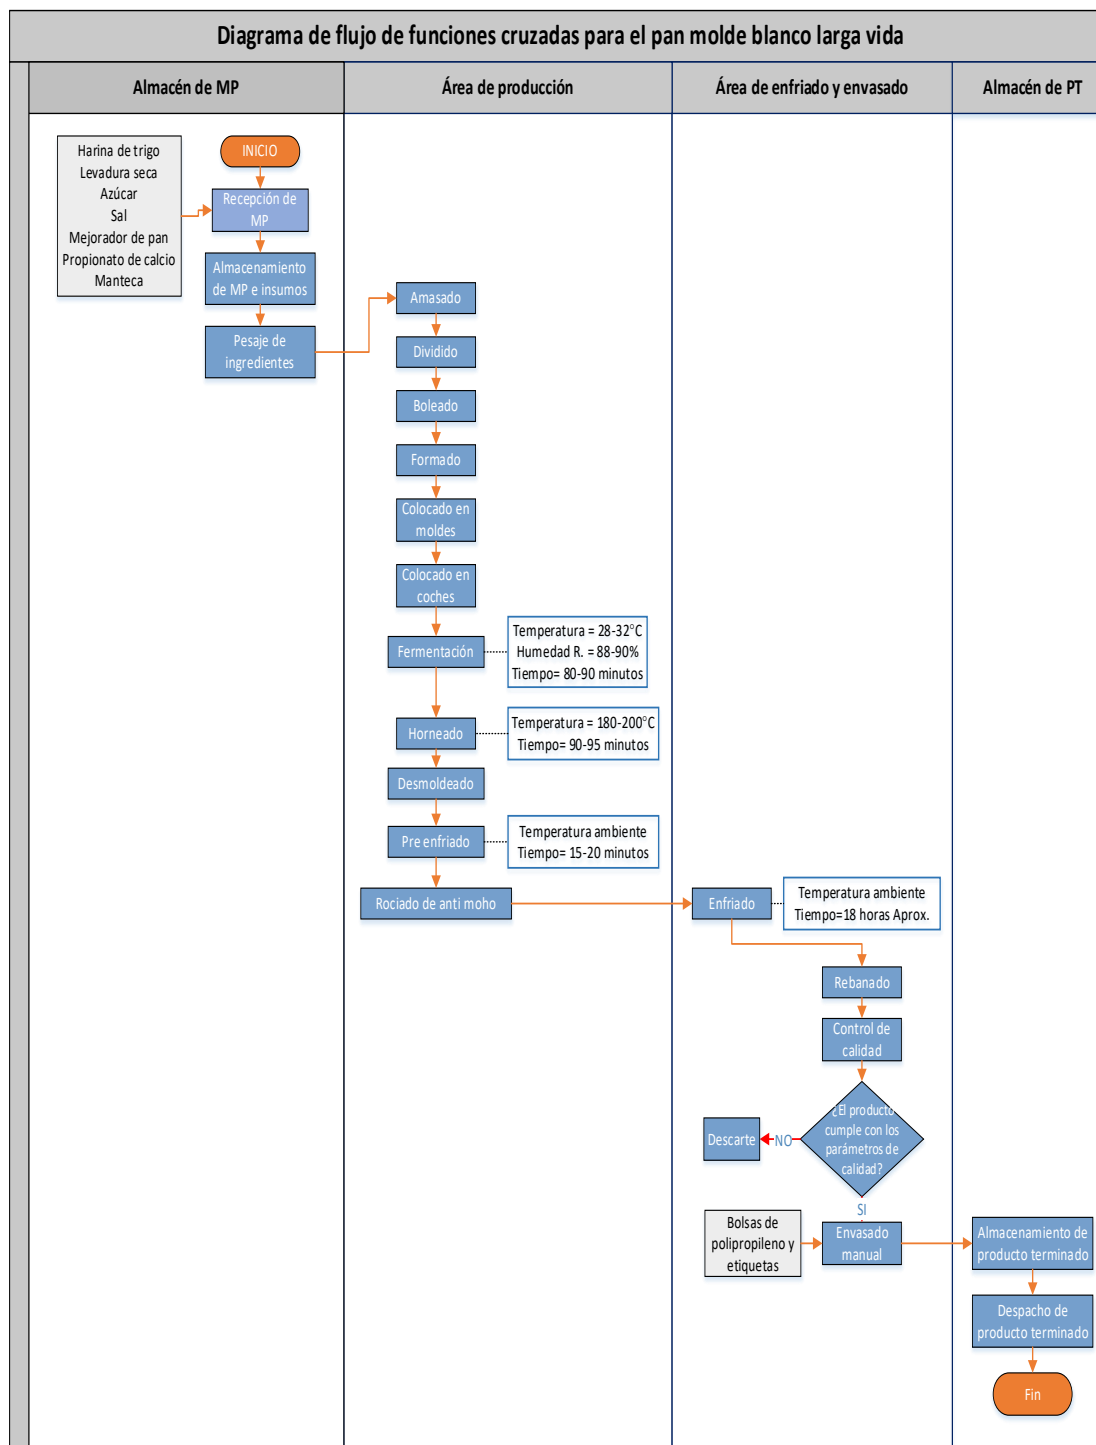 Diagrama de flujo de funciones cruzadas para el pan molde blanco larga vida
Almacén de MP
Área de producción
Área de enfriado y envasado
Almacén de PT
Harina de trigo
Levadura seca
Azúcar
Sal
Mejorador de pan
Propionato de calcio
Manteca
INICIO
Recepción de
MP
Almacenamiento
de MP e insumos
Pesaje de
ingredientes
Amasado
Dividido
Boleado
Formado
Colocado en
moldes
Colocado en
coches
Fermentación
Temperatura = 28-32°C
Humedad R. = 88-90%
Tiempo= 80-90 minutos
Horneado
Temperatura = 180-200°C
Tiempo= 90-95 minutos
Desmoldeado
Pre enfriado
Temperatura ambiente
Tiempo= 15-20 minutos
Rociado de anti moho
Enfriado
Temperatura ambiente
Tiempo=18 horas Aprox.
Rebanado
Control de
calidad
¿El producto
cumple con los
parámetros de
calidad?
NO
Descarte
SI
Bolsas de
polipropileno y
etiquetas
Envasado
manual
Almacenamiento de
producto terminado
Despacho de
producto terminado
Fin